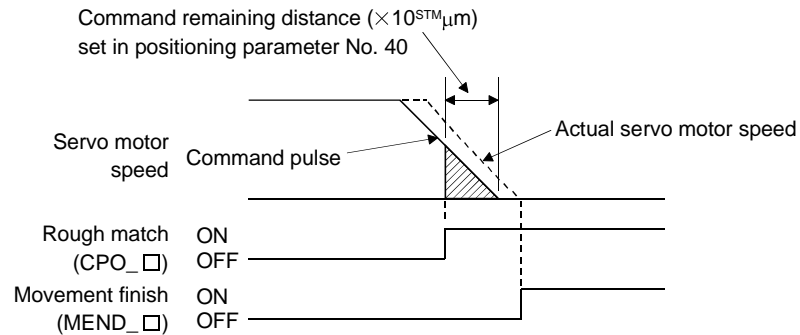 Command remaining distance (×10ˢᵀᴹμm)
set in positioning parameter No. 40
Actual servo motor speed
Servo motor
speed
Command pulse
Rough match
(CPO_ □)
ON
OFF
Movement finish
(MEND_ □)
ON
OFF